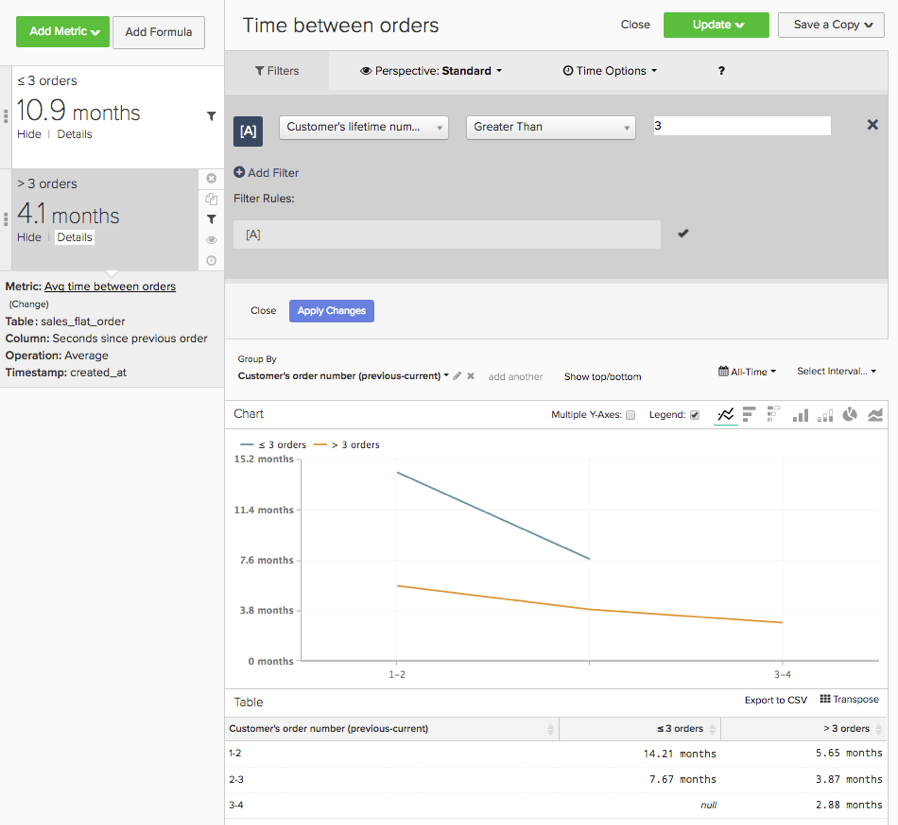 Add Metric
Add Formula
≤ 3 orders
10.9 months
Hide | Details
> 3 orders
4.1 months
Hide | Details
Metric: Avg time between orders
(Change)
Table: sales_flat_order
Column: Seconds since previous order
Operation: Average
Timestamp: created_at
Time between orders
Close
Update
Save a Copy
Filters
Perspective: Standard
Time Options
?
[A]
Customer's lifetime num...
Greater Than
3
Add Filter
Filter Rules:
[A]
Close
Apply Changes
Group By
Customer's order number (previous-current)
add another
Show top/bottom
All-Time
Select Interval...
Chart
Multiple Y-Axes:
Legend:
≤ 3 orders > 3 orders
15.2 months
11.4 months
7.6 months
3.8 months
0 months
1-2 3-4
Table
Export to CSV
Transpose
Customer's order number (previous-current) ≤ 3 orders > 3 orders
1-2 14.21 months 5.65 months
2-3 7.67 months 3.87 months
3-4 null 2.88 months